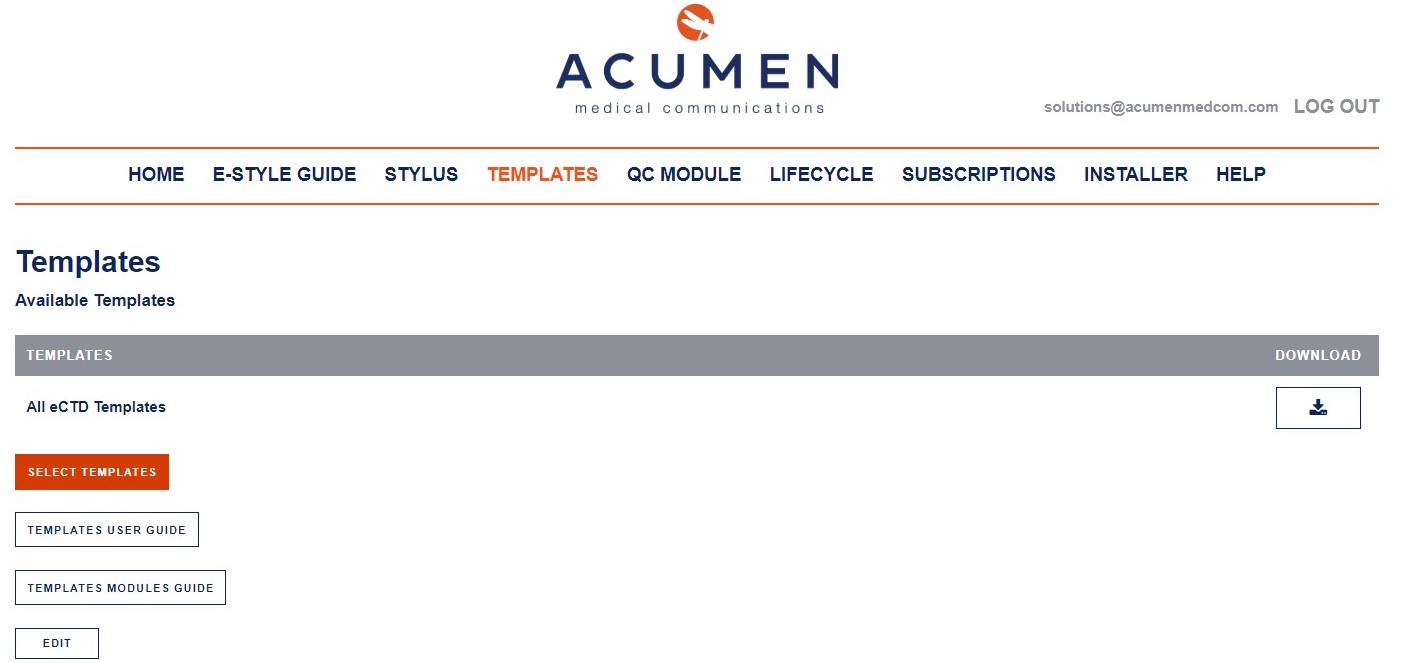 ACUMEN
medical communications
solutions@acumenmedcom.com LOG OUT
HOME E-STYLE GUIDE STYLUS TEMPLATES QC MODULE LIFECYCLE SUBSCRIPTIONS INSTALLER HELP
Templates
Available Templates
TEMPLATES DOWNLOAD
All eCTD Templates
SELECT TEMPLATES
TEMPLATES USER GUIDE
TEMPLATES MODULES GUIDE
EDIT